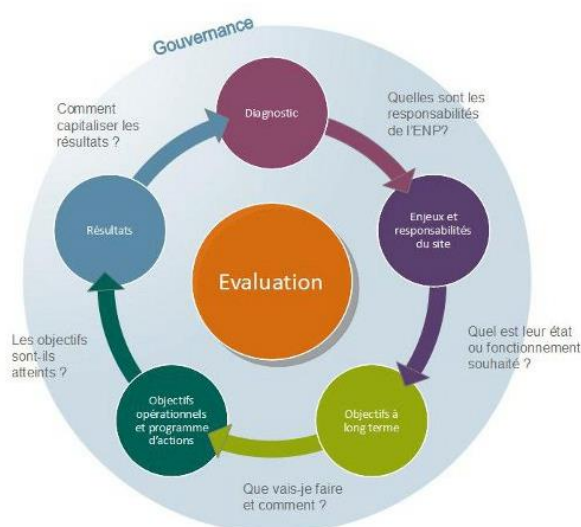 Gouvernance
Diagnostic
Quelles sont les
responsabilités
de l'ENP?
Enjeux et
responsabilités
du site
Quel est leur état
ou fonctionnement
souhaité ?
Objectifs à
long terme
Que vais-je faire
et comment ?
Objectifs
opérationnels
et programme
d'actions
Les objectifs
sont-ils
atteints ?
Résultats
Comment
capitaliser les
résultats ?
Evaluation